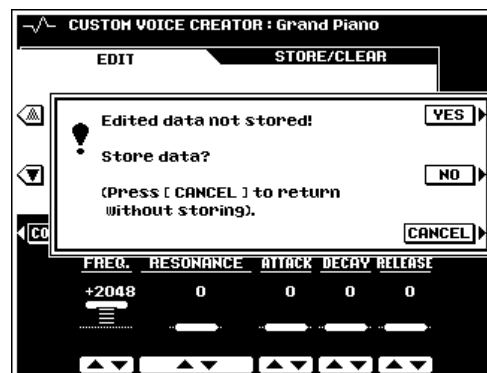 CUSTOM VOICE CREATOR : Grand Piano
EDIT STORE/CLEAR
Edited data not stored! YES
Store data?
NO
(Press [ CANCEL ] to return
without storing).
CO CANCEL
FREQ. RESONANCE ATTACK DECAY RELEASE
+2048 0 0 0 0